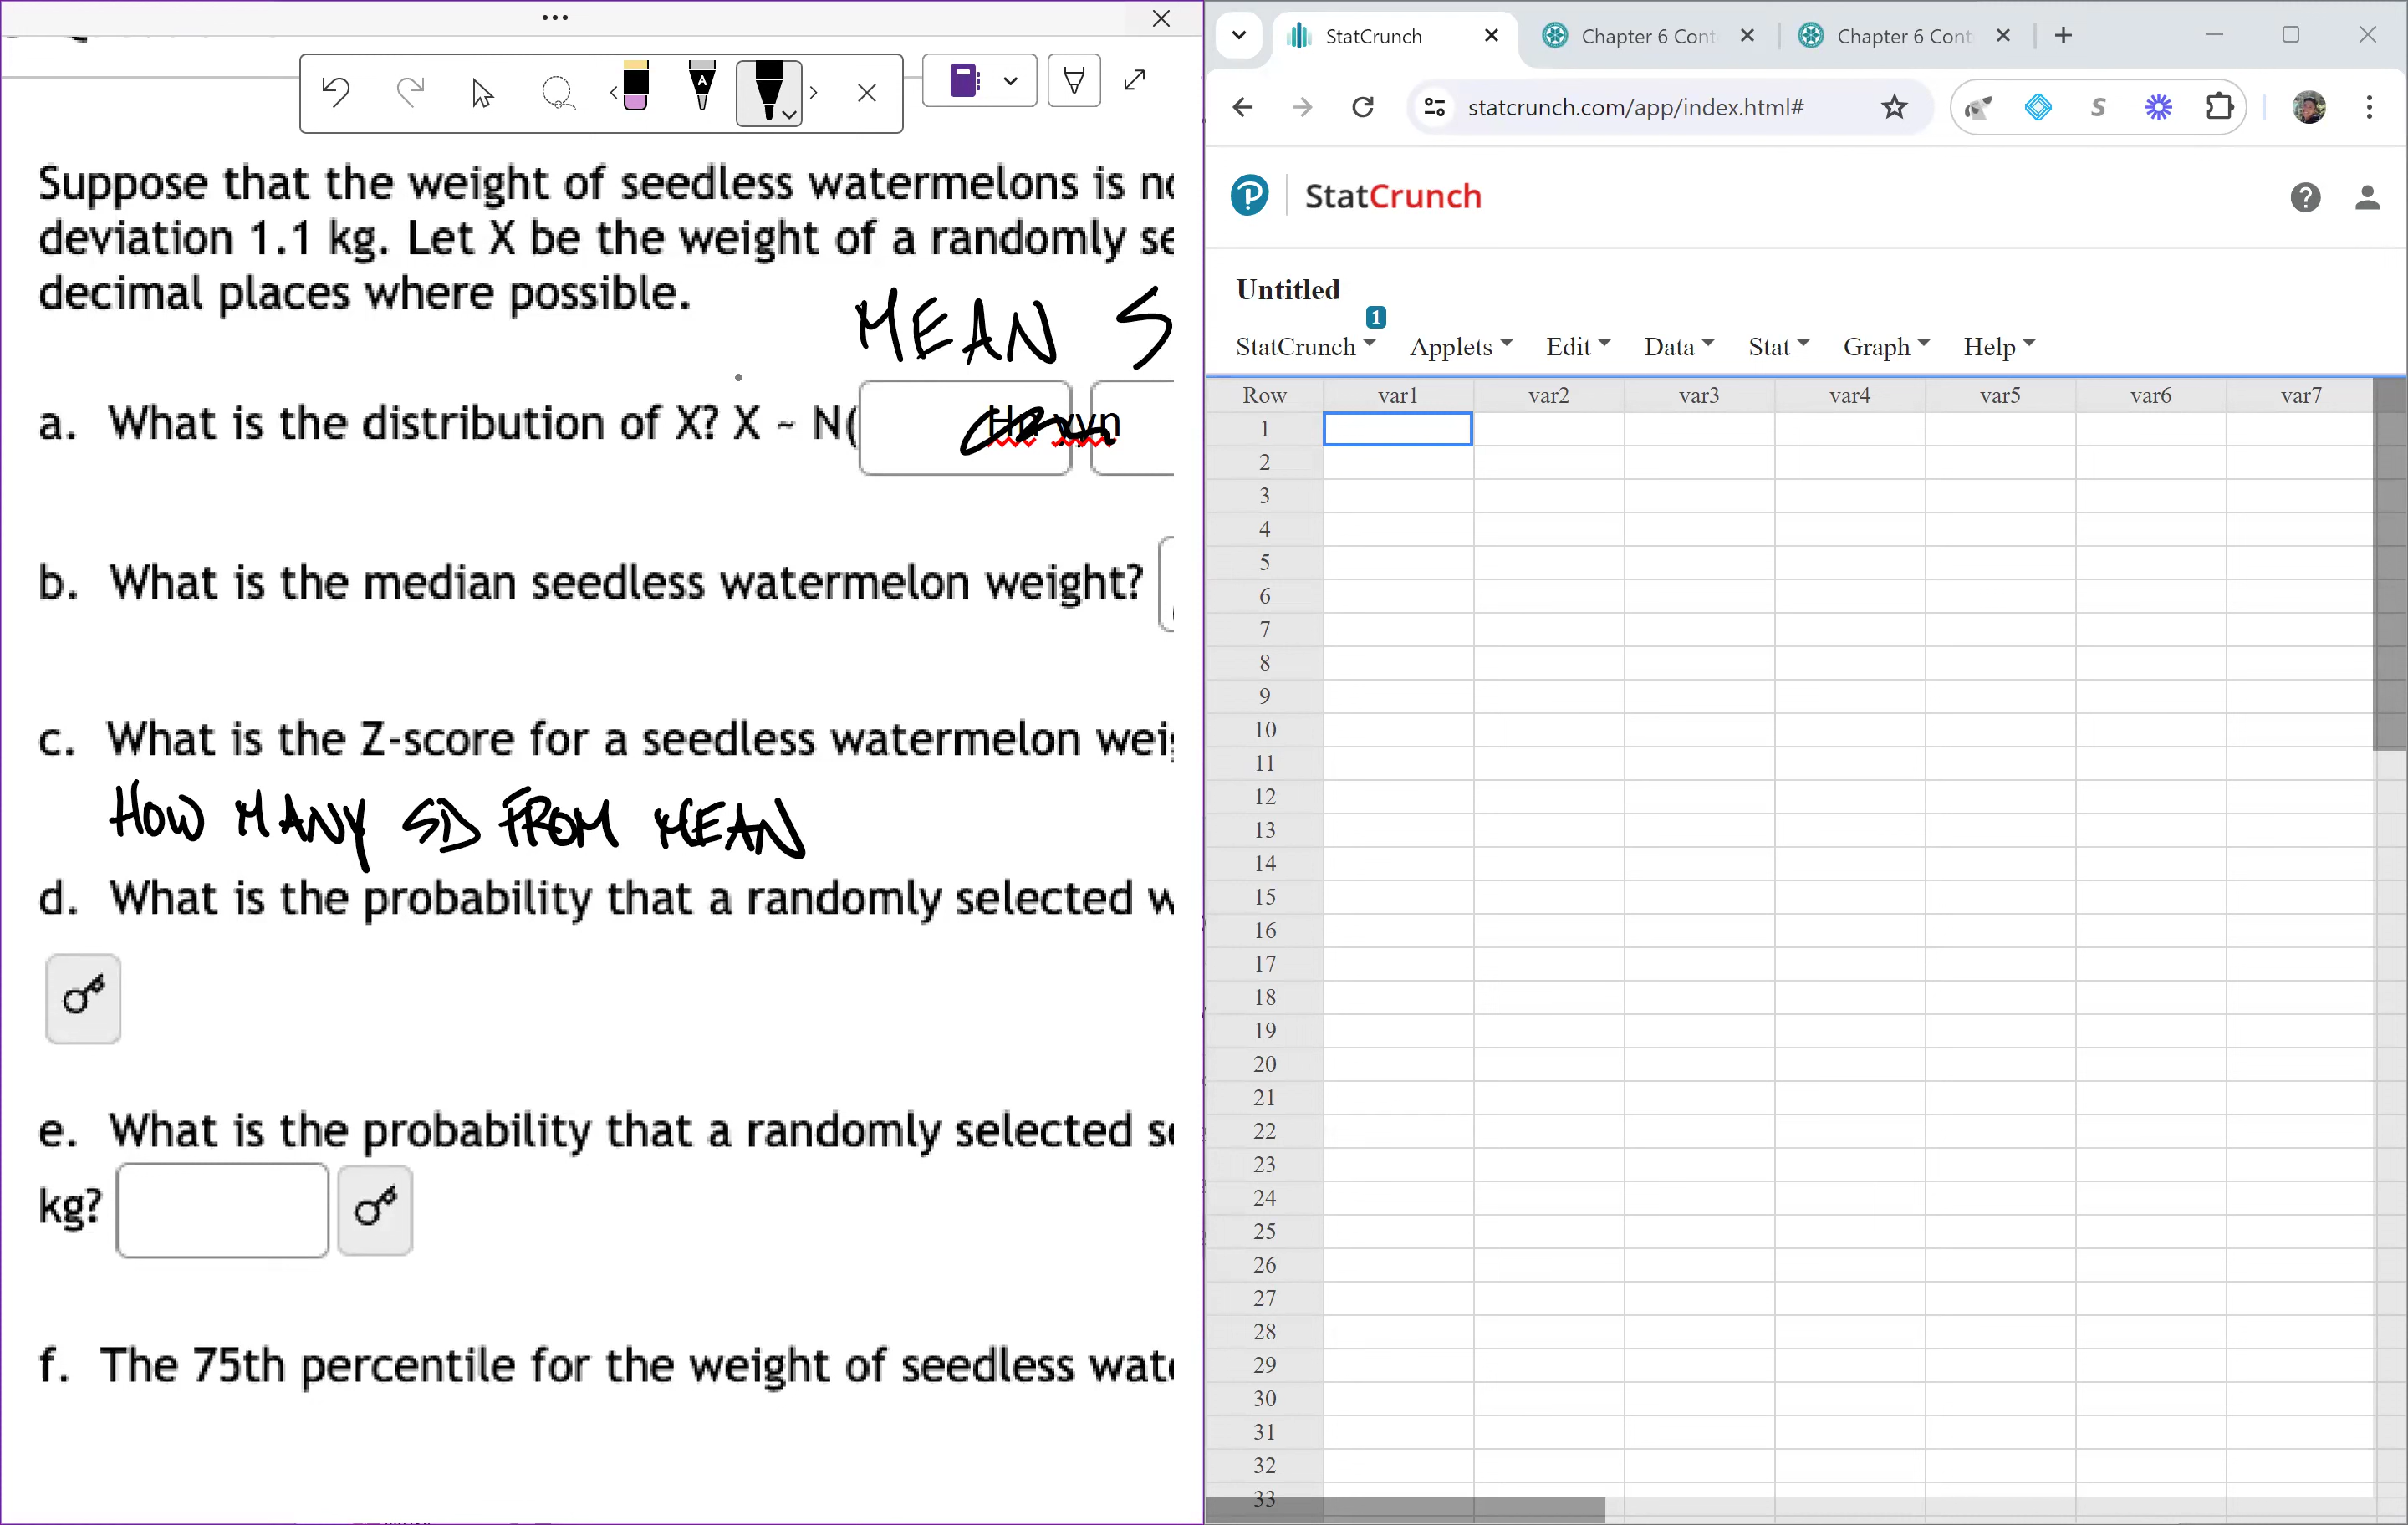 StatCrunch
Chapter 6 Cont
Chapter 6 Cont
statcrunch.com/app/index.html#
StatCrunch
Untitled
1
StatCrunch Applets Edit Data Stat Graph Help
Row var1 var2 var3 var4 var5 var6 var7
1
2
3
4
5
6
7
8
9
10
11
12
13
14
15
16
17
18
19
20
21
22
23
24
25
26
27
28
29
30
31
32
33
Suppose that the weight of seedless watermelons is
deviation 1.1 kg. Let X be the weight of a randomly
decimal places where possible.
MEAN S
a. What is the distribution of X? X ~ N(
b. What is the median seedless watermelon weight?
c. What is the Z-score for a seedless watermelon
HOW MANY SD FROM MEAN
d. What is the probability that a randomly selected
e. What is the probability that a randomly selected
kg?
f. The 75th percentile for the weight of seedless